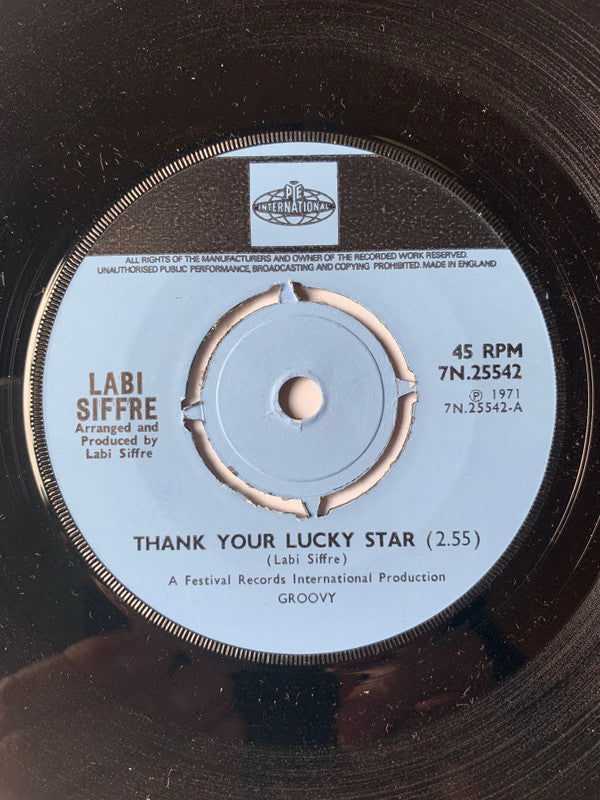 PYE
INTERNATIONAL
ALL RIGHTS OF THE MANUFACTURERS AND OWNER OF THE RECORDED WORK RESERVED.
UNAUTHORISED PUBLIC PERFORMANCE, BROADCASTING AND COPYING PROHIBITED. MADE IN ENGLAND
45 RPM
7N.25542
Ⓟ 1971
7N.25542-A
LABI
SIFFRE
Arranged and
Produced by
Labi Siffre
THANK YOUR LUCKY STAR (2.55)
(Labi Siffre)
A Festival Records International Production
GROOVY